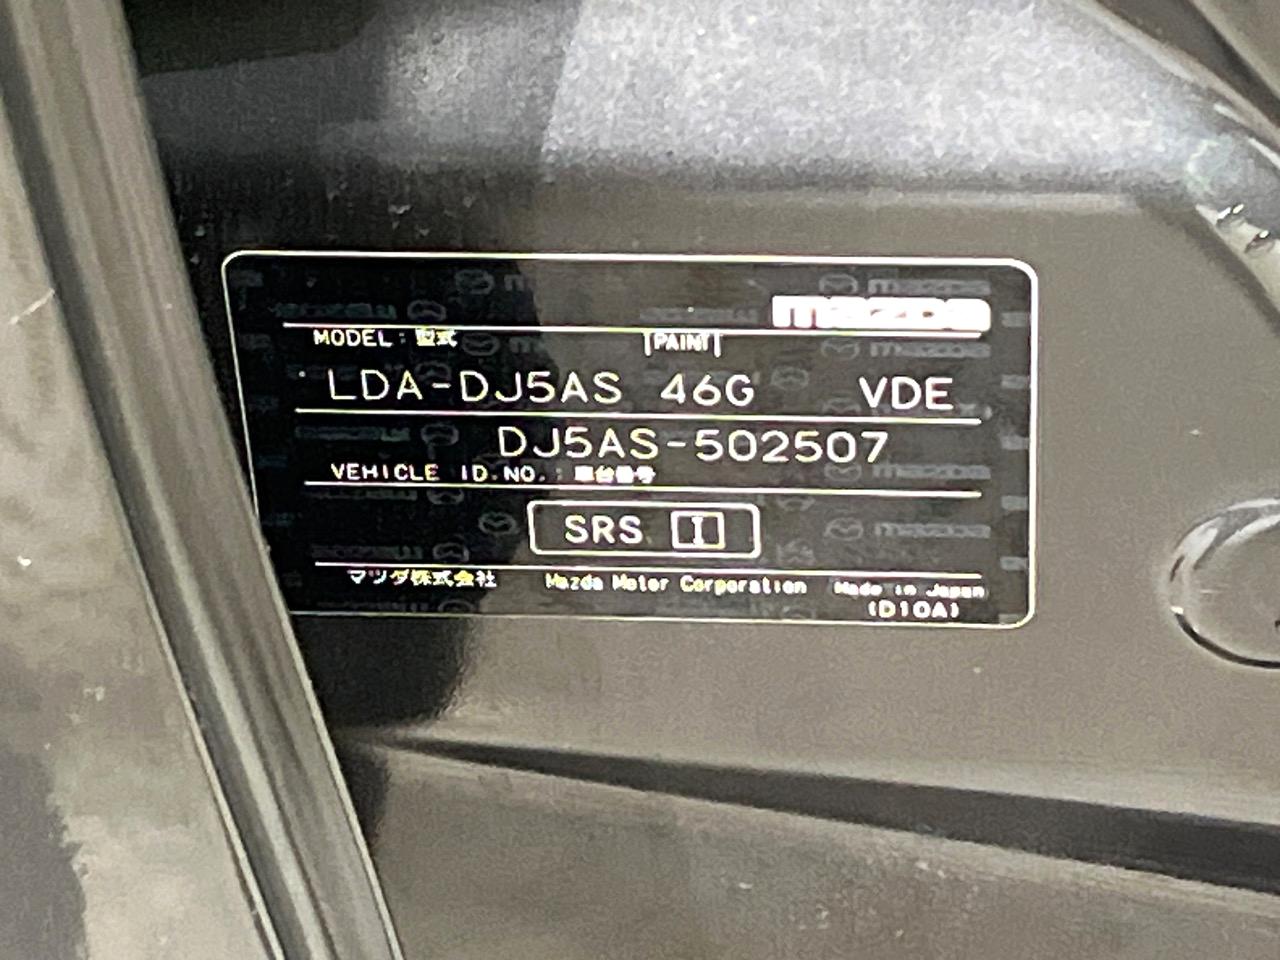 mazda
MODEL : 型式 PAINT
LDA-DJ5AS 46G VDE
DJ5AS-502507
VEHICLE ID.NO. : 車台番号
SRS I
マツダ株式会社 Mazda Motor Corporation Made in Japan
(D10A)